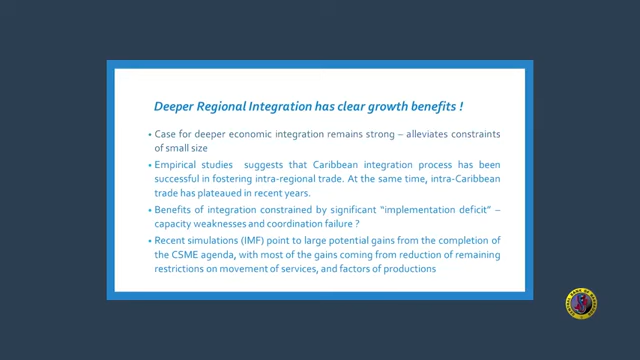 Deeper Regional Integration has clear growth benefits !
• Case for deeper economic integration remains strong – alleviates constraints
of small size
• Empirical studies suggests that Caribbean integration process has been
successful in fostering intra-regional trade. At the same time, intra-Caribbean
trade has plateaued in recent years.
• Benefits of integration constrained by significant “implementation deficit” –
capacity weaknesses and coordination failure ?
• Recent simulations (IMF) point to large potential gains from the completion of
the CSME agenda, with most of the gains coming from reduction of remaining
restrictions on movement of services, and factors of productions